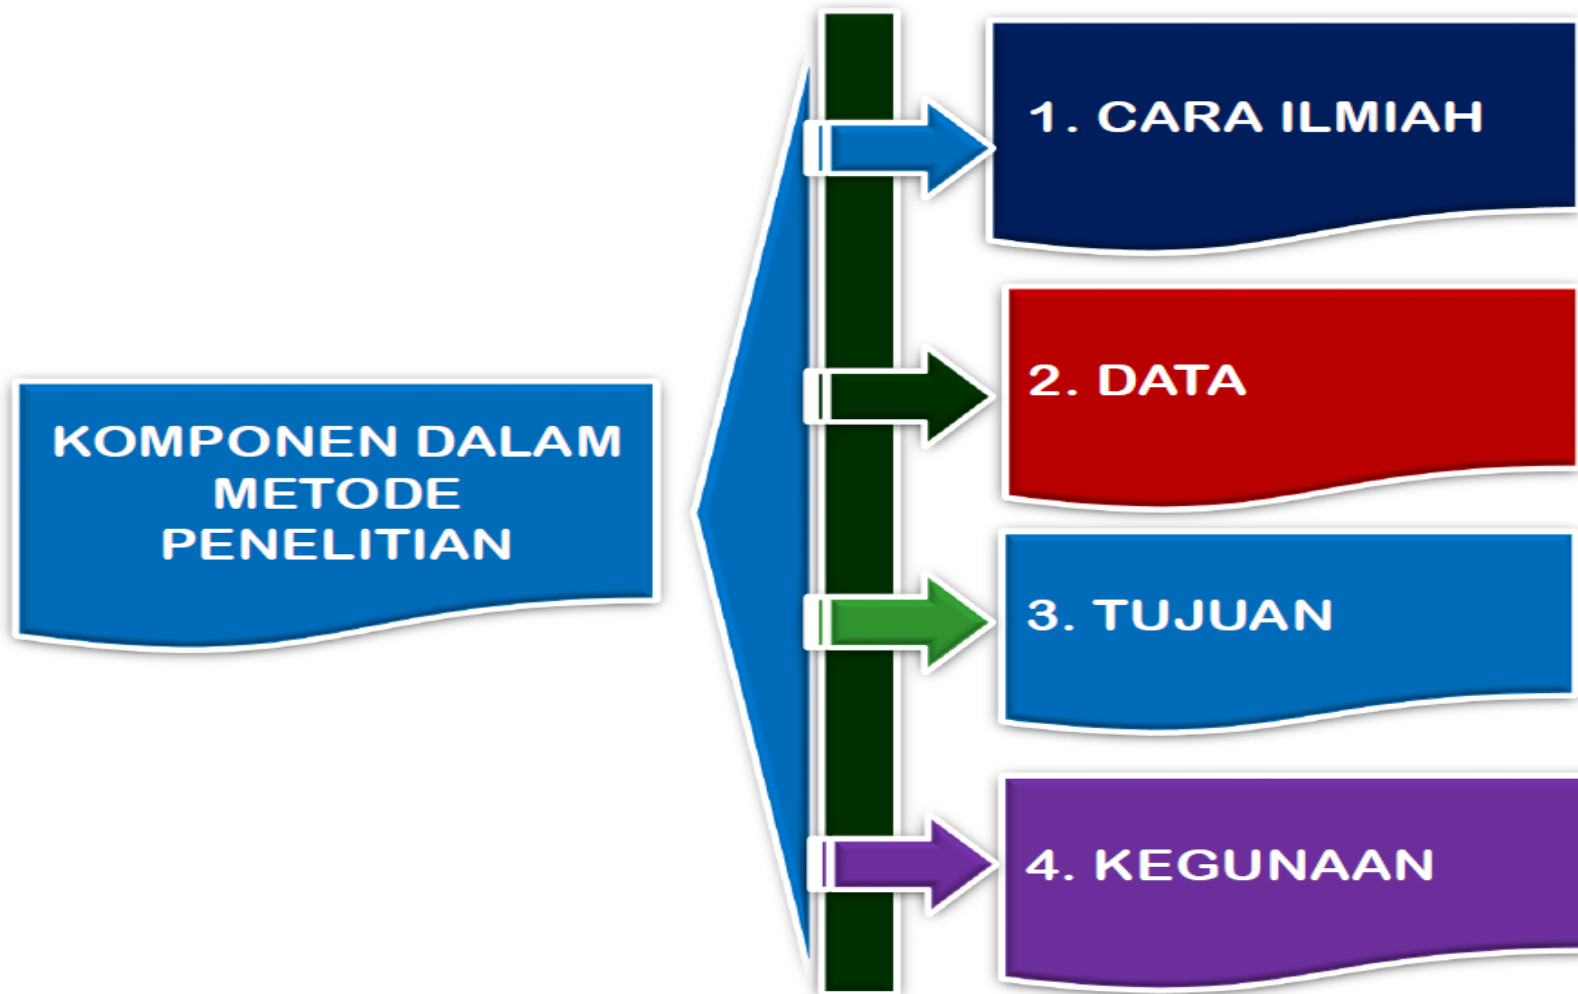 KOMPONEN DALAM
METODE
PENELITIAN
1. CARA ILMIAH
2. DATA
3. TUJUAN
4. KEGUNAAN